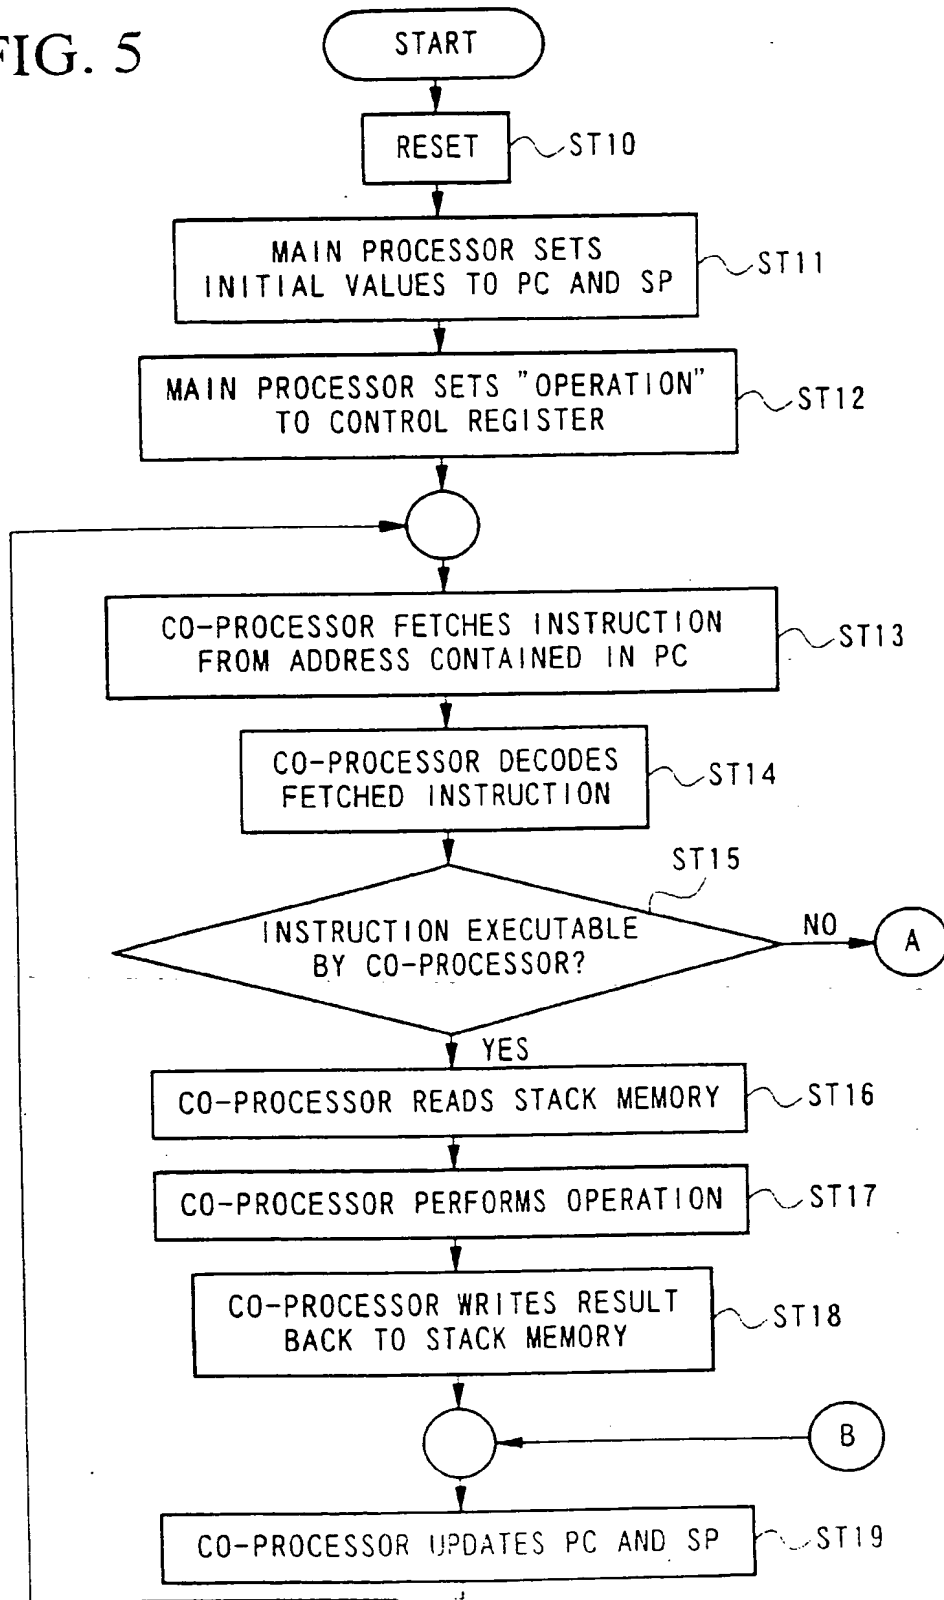 FIG. 5
START
RESET
ST10
MAIN PROCESSOR SETS
INITIAL VALUES TO PC AND SP
ST11
MAIN PROCESSOR SETS "OPERATION"
TO CONTROL REGISTER
ST12
CO-PROCESSOR FETCHES INSTRUCTION
FROM ADDRESS CONTAINED IN PC
ST13
CO-PROCESSOR DECODES
FETCHED INSTRUCTION
ST14
ST15
INSTRUCTION EXECUTABLE
BY CO-PROCESSOR?
NO
A
YES
CO-PROCESSOR READS STACK MEMORY
ST16
CO-PROCESSOR PERFORMS OPERATION
ST17
CO-PROCESSOR WRITES RESULT
BACK TO STACK MEMORY
ST18
B
CO-PROCESSOR UPDATES PC AND SP
ST19